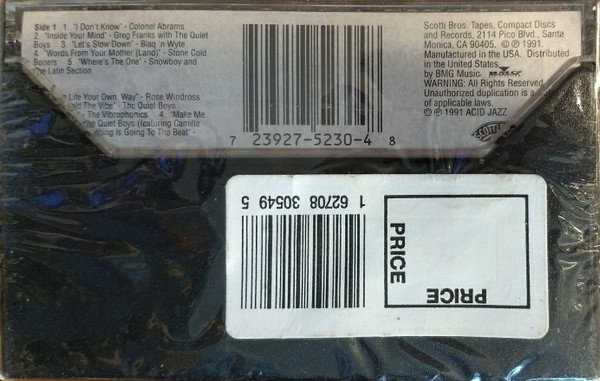 Side 1 1. "I Don't Know" - Colonel Abrams
2. "Inside Your Mind" - Greg Franks with The Quiet
Boys 3. "Let's Slow Down" - Blaq 'n Wyte
4. "Words From Your Mother (Land)" - Stone Cold
Boners 5. "Where's The One" - Snowboy and
The Latin Section
Life Your Own Way" - Rose Windross
The Vibe" - The Quiet Boys
- The Vibraphonics 4. "Make Me
The Quiet Boys (featuring Camille
thing Is Going To The Beat" -
7 23927-5230-4 8
Scotti Bros. Tapes, Compact Discs
and Records, 2114 Pico Blvd., Santa
Monica, CA 90405. © ℗ 1991.
Manufactured in the USA. Distributed
in the United States
by BMG Music BMG
WARNING: All Rights Reserved
Unauthorized duplication is a
of applicable laws.
© ℗ 1991 ACID JAZZ
SCOTTI
1 62708 30549 5
PRICE
PRICE